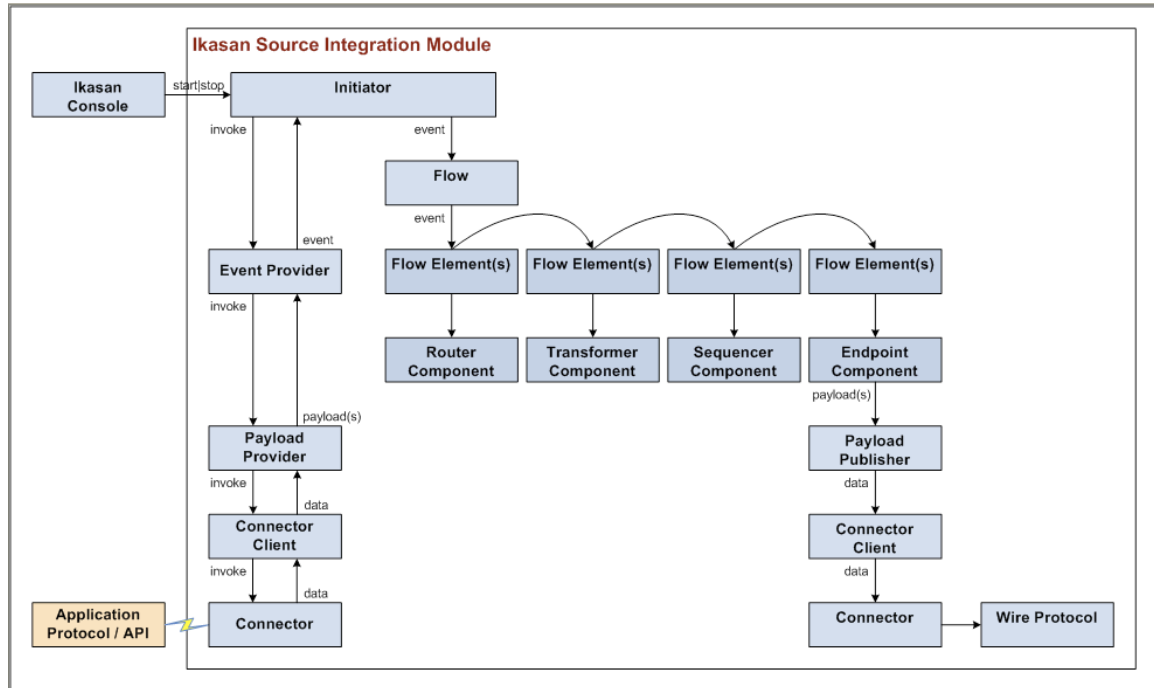 Ikasan Source Integration Module
Ikasan
Console
start|stop
Initiator
invoke
event
Flow
event
event
Event Provider
Flow Element(s)
Flow Element(s)
Flow Element(s)
Flow Element(s)
invoke
Router
Component
Transformer
Component
Sequencer
Component
Endpoint
Component
payload(s)
payload(s)
Payload
Provider
Payload
Publisher
invoke
data
data
Connector
Client
Connector
Client
invoke
data
data
Application
Protocol / API
Connector
Connector
Wire Protocol